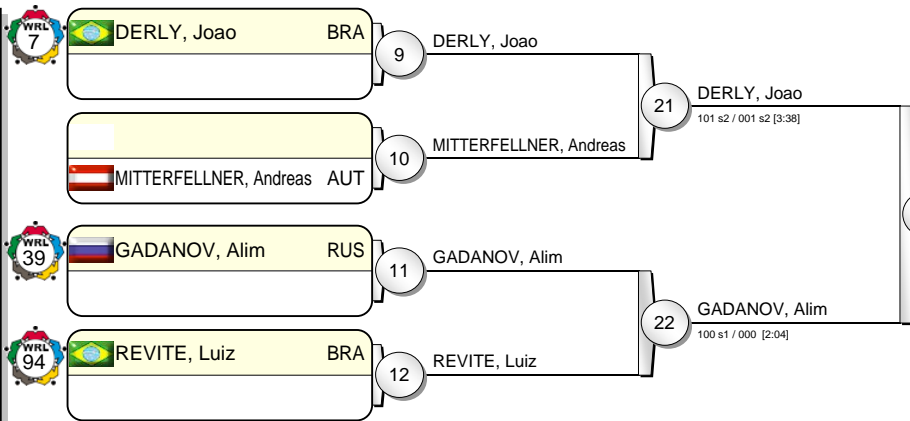 WRL
7
DERLY, Joao BRA
9
DERLY, Joao
21
DERLY, Joao
101 s2 / 001 s2 [3:38]
10
MITTERFELLNER, Andreas
MITTERFELLNER, Andreas AUT
WRL
39
GADANOV, Alim RUS
11
GADANOV, Alim
22
GADANOV, Alim
100 s1 / 000 [2:04]
WRL
94
REVITE, Luiz BRA
12
REVITE, Luiz